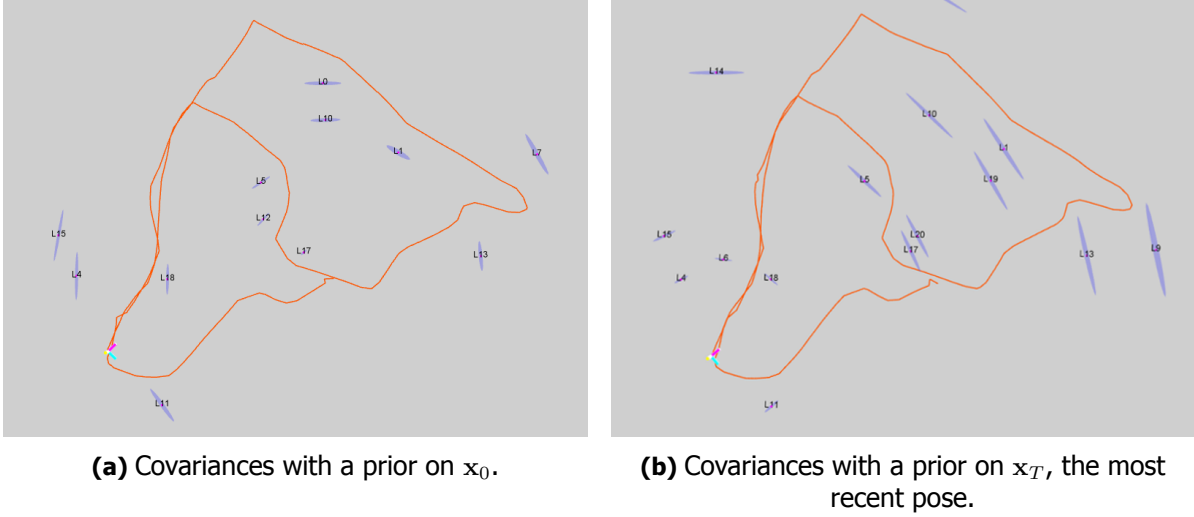 L0
L10
L1
L7
L5
L12
L15
L17
L13
L4
L18
L11
L14
L10
L1
L19
L5
L15
L20
L17
L9
L13
L6
L4
L18
L11
(a) Covariances with a prior on x₀.
(b) Covariances with a prior on x_T, the most
recent pose.